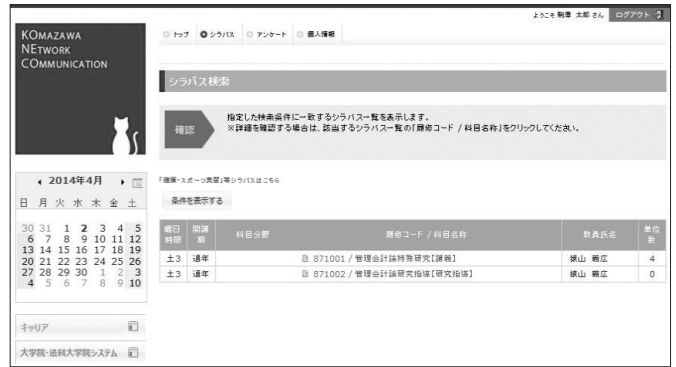 ようこそ 駒澤 太郎 さん ログアウト
KOMAZAWA
NETWORK
COMMUNICATION
トップ シラバス アンケート 個人情報
シラバス検索
確認
指定した検索条件に一致するシラバス一覧を表示します。
※詳細を確認する場合は、該当するシラバス一覧の「履修コード / 科目名称」をクリックしてください。
2014年4月
日 月 火 水 木 金 土
30 31 1 2 3 4 5
6 7 8 9 10 11 12
13 14 15 16 17 18 19
20 21 22 23 24 25 26
27 28 29 30 1 2 3
4 5 6 7 8 9 10
「健康・スポーツ実習」等シラバスはこちら
条件を表示する
曜日時限 開講期 科目分野 履修コード / 科目名称 教員氏名 単位数
土3 通年 871001 / 管理会計論特殊研究[講義] 義広 4
土3 通年 871002 / 管理会計論研究指導[研究指導] 義広 0
キャリア
大学院・法科大学院システム